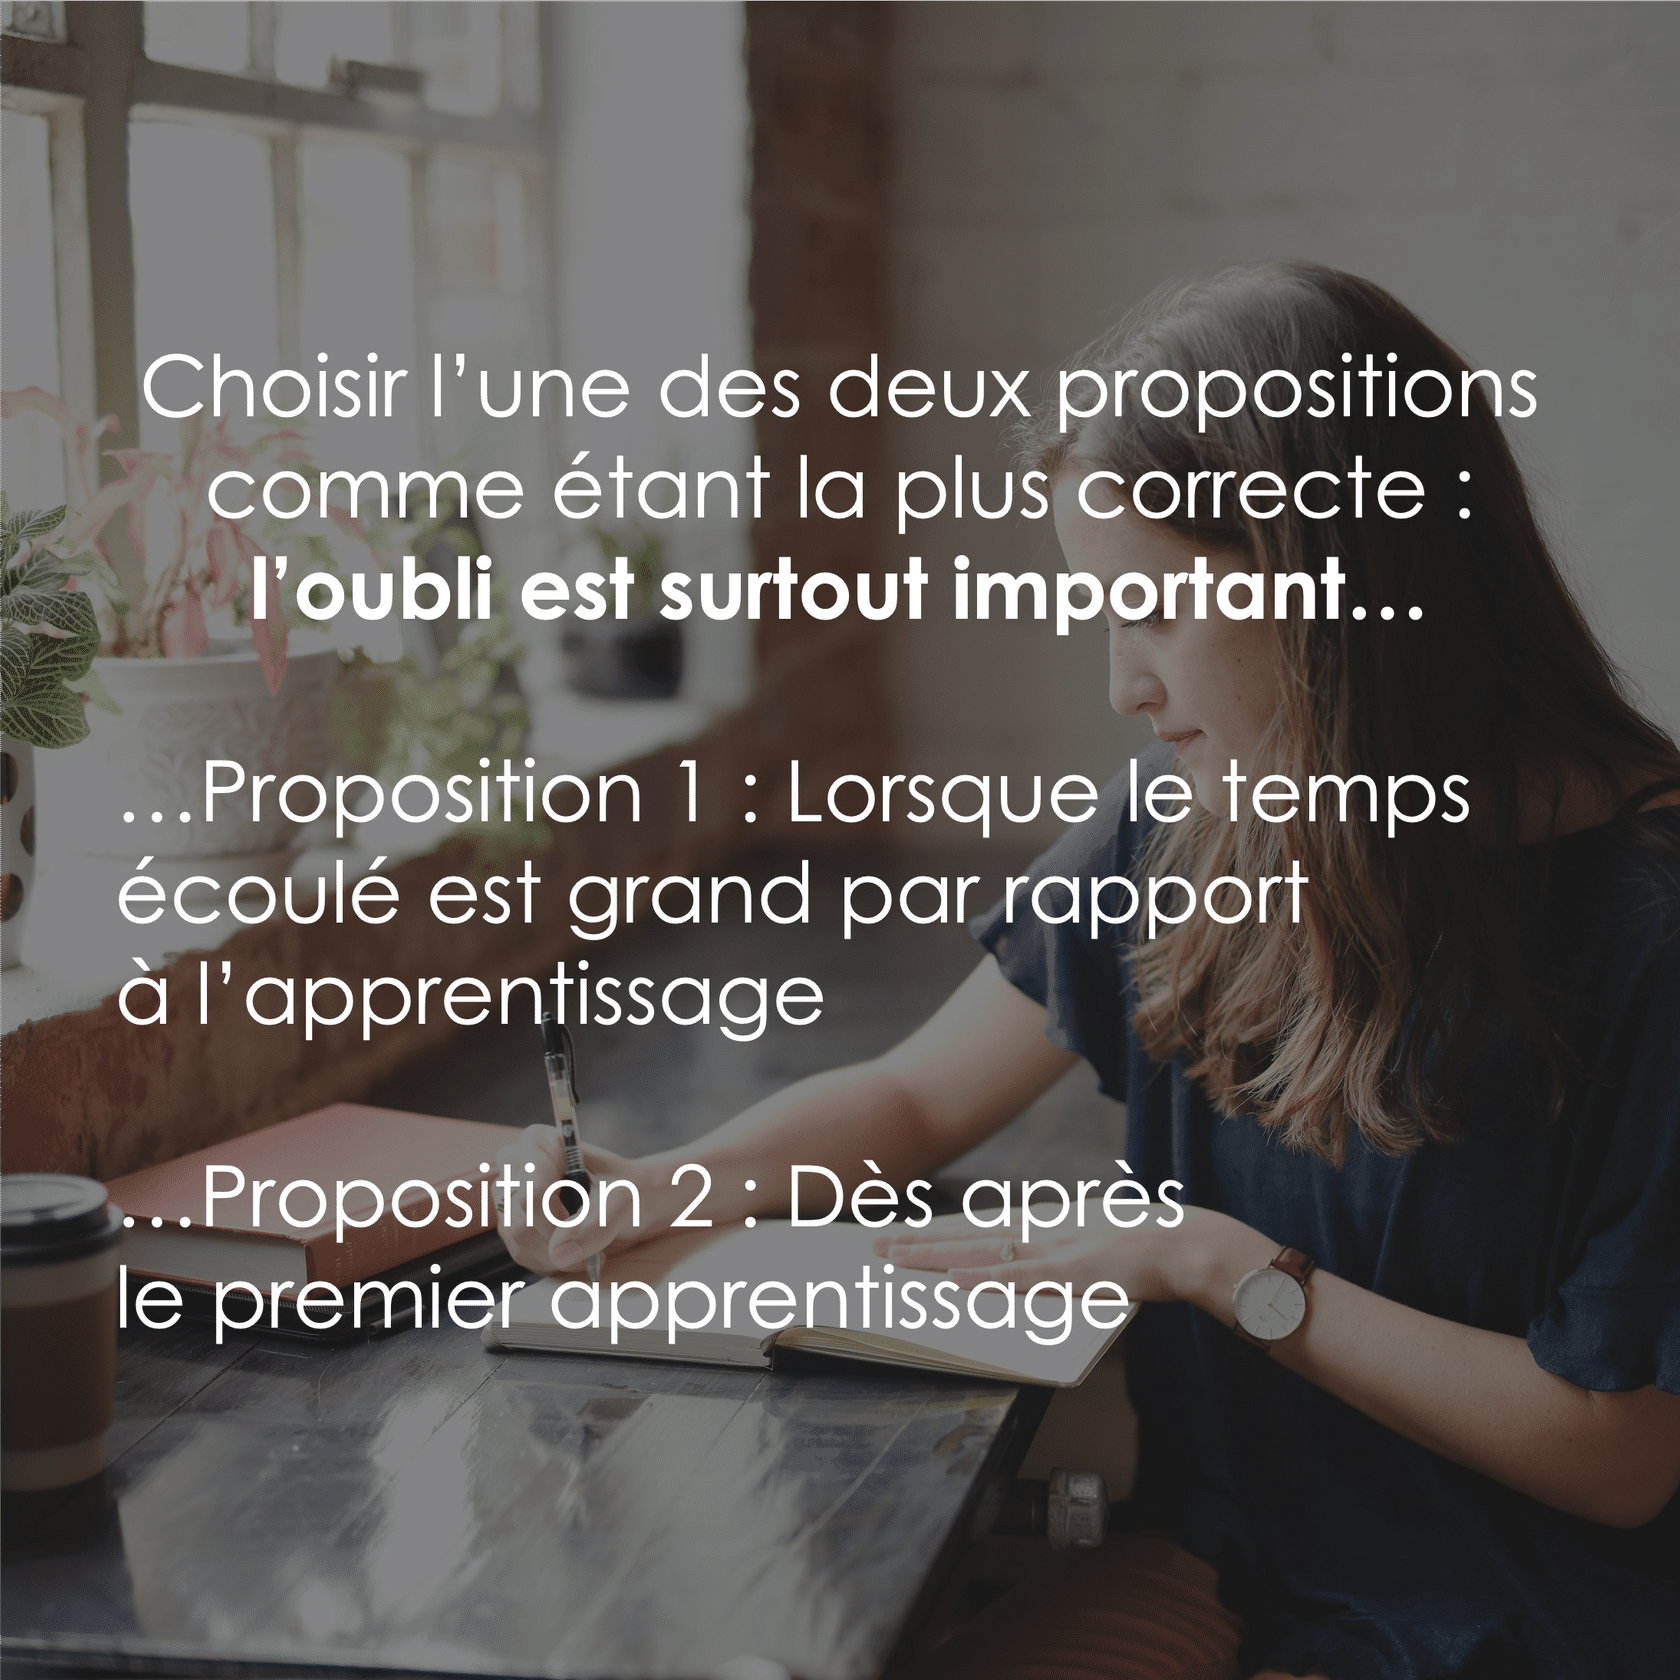 Choisir l’une des deux propositions
comme étant la plus correcte :
l’oubli est surtout important...
...Proposition 1 : Lorsque le temps
écoulé est grand par rapport
à l’apprentissage
...Proposition 2 : Dès après
le premier apprentissage